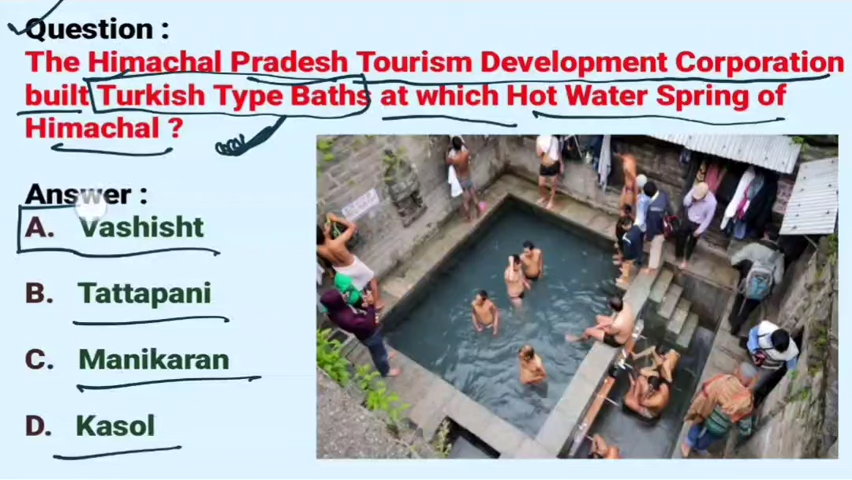 Question :
The Himachal Pradesh Tourism Development Corporation
built Turkish Type Baths at which Hot Water Spring of
Himachal ?
Answer :
A. Vashisht
B. Tattapani
C. Manikaran
D. Kasol